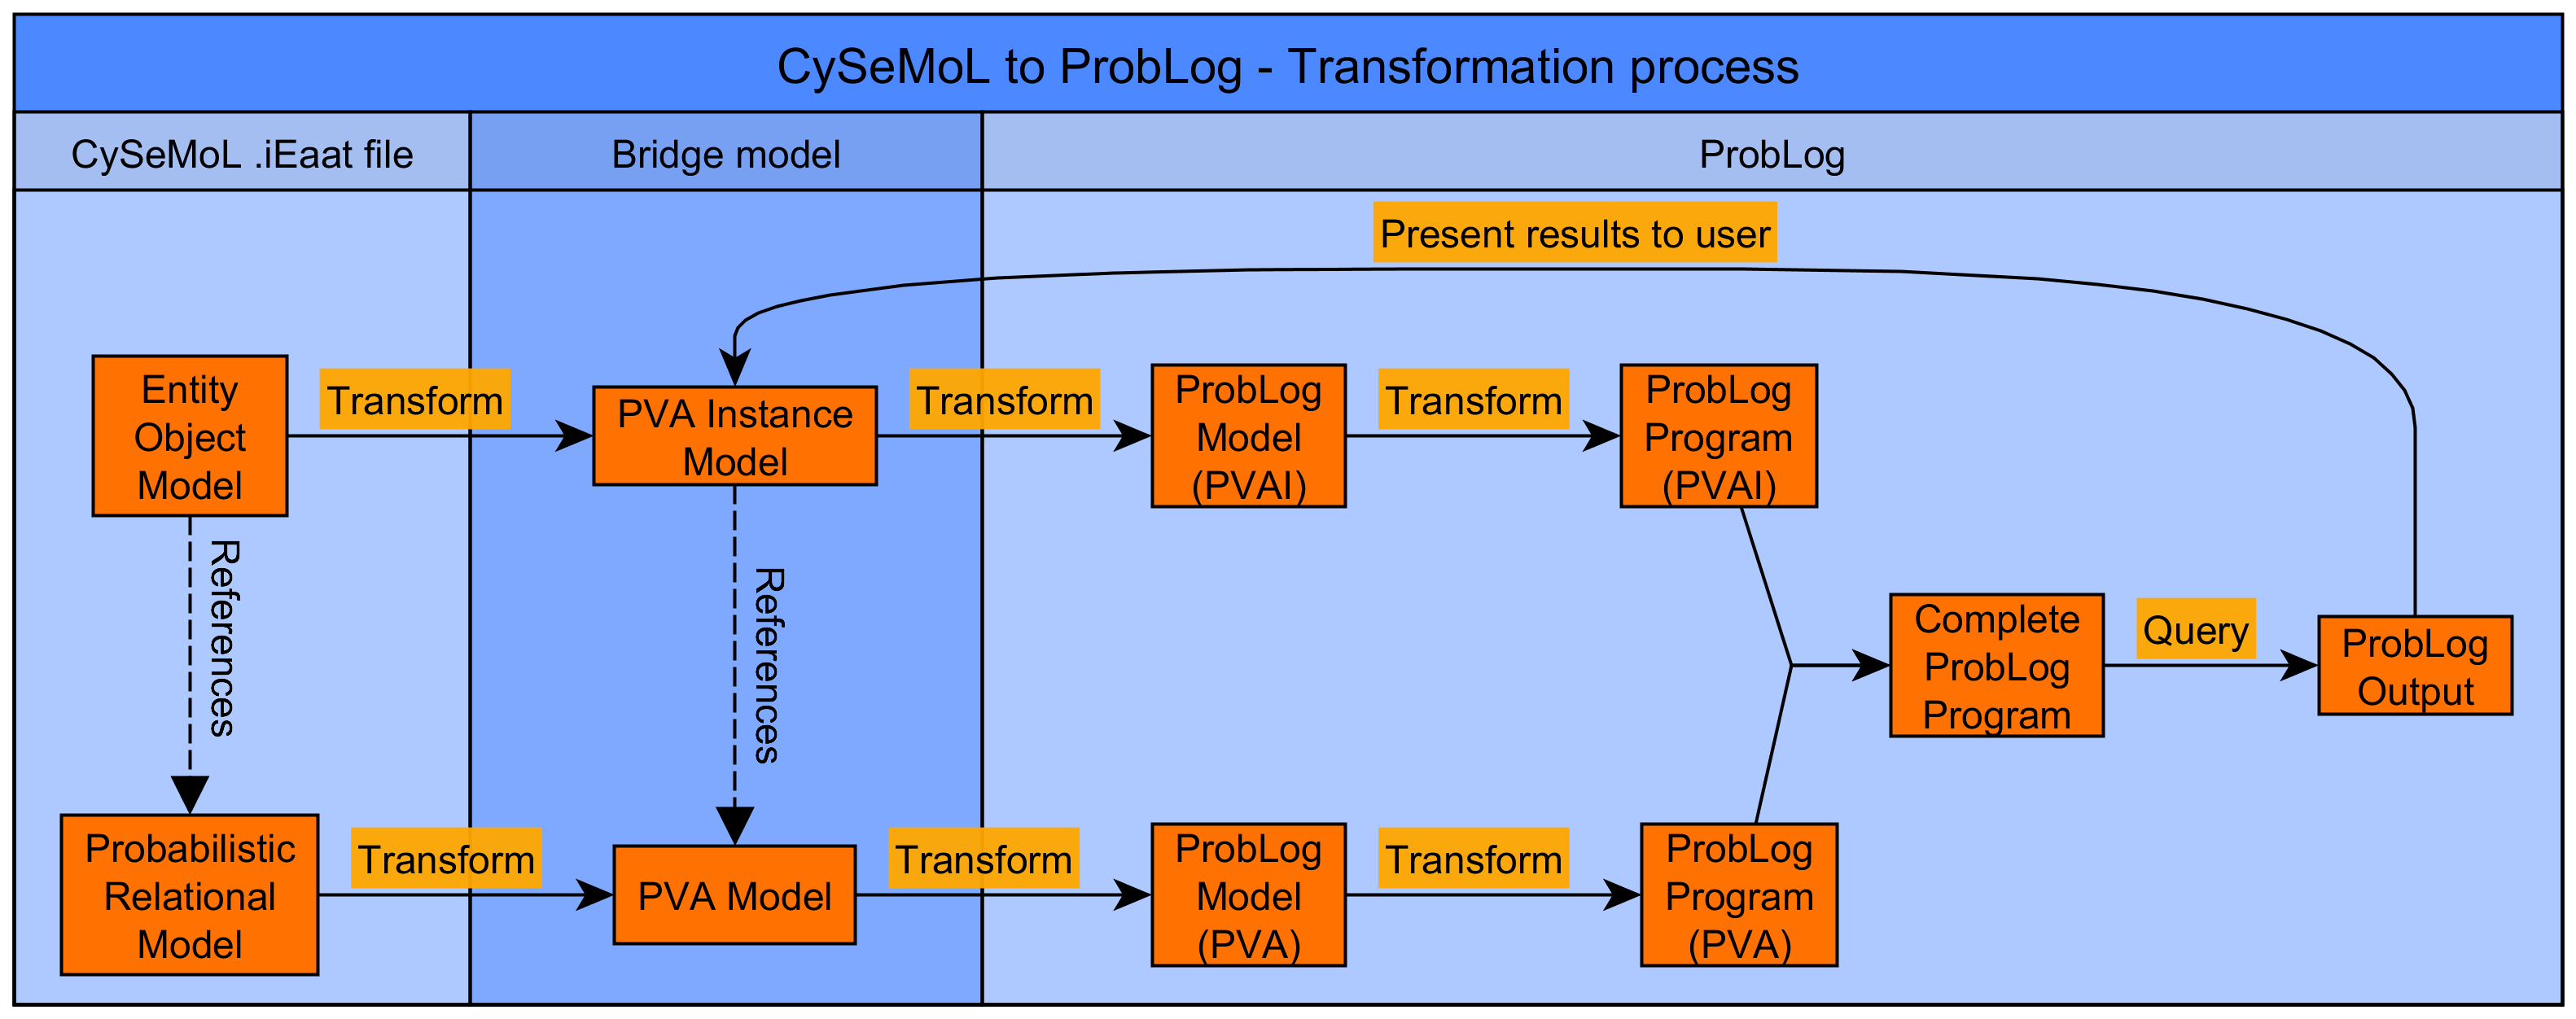 CySeMoL to ProbLog - Transformation process
CySeMoL .iEaat file
Bridge model
ProbLog
Present results to user
Entity
Object
Model
Transform
PVA Instance
Model
Transform
ProbLog
Model
(PVAI)
Transform
ProbLog
Program
(PVAI)
References
References
Complete
ProbLog
Program
Query
ProbLog
Output
Probabilistic
Relational
Model
Transform
PVA Model
Transform
ProbLog
Model
(PVA)
Transform
ProbLog
Program
(PVA)